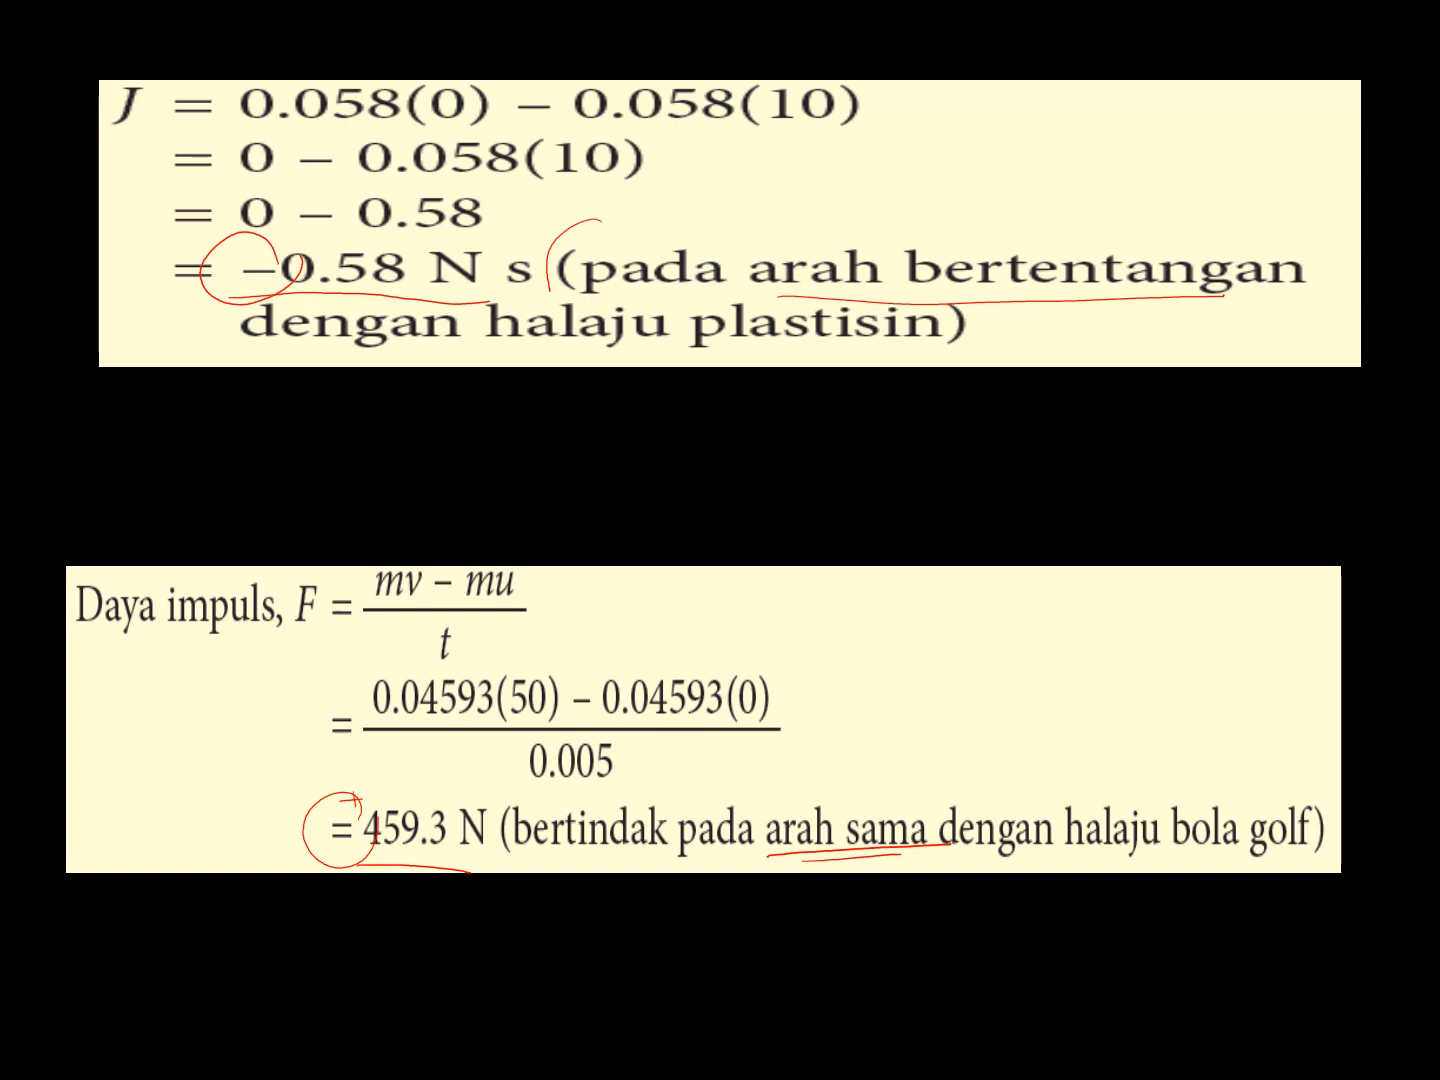 J = 0.058(0) – 0.058(10)
= 0 – 0.058(10)
= 0 – 0.58
= –0.58 N s (pada arah bertentangan
dengan halaju plastisin)
Daya impuls, F = mv – mu
t
= 0.04593(50) – 0.04593(0)
0.005
+
= 459.3 N (bertindak pada arah sama dengan halaju bola golf)